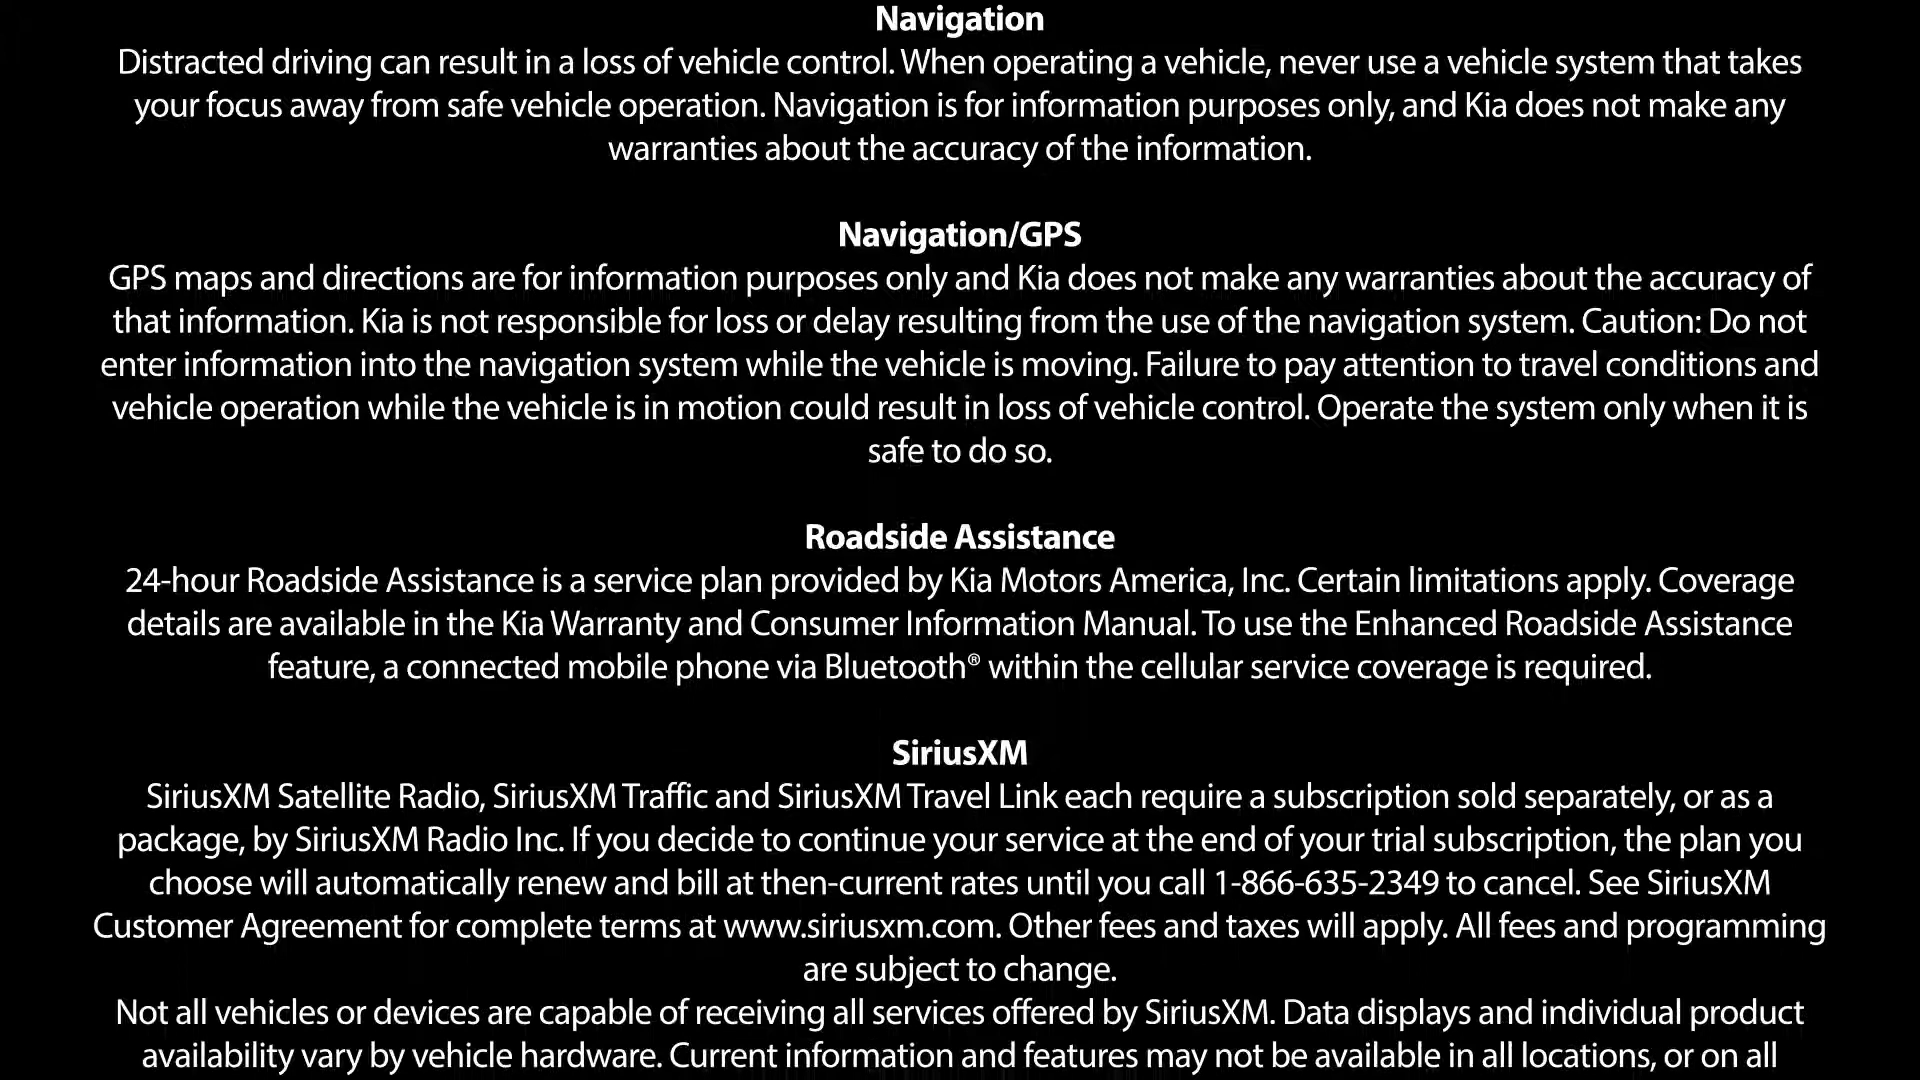 Navigation
Distracted driving can result in a loss of vehicle control. When operating a vehicle, never use a vehicle system that takes
your focus away from safe vehicle operation. Navigation is for information purposes only, and Kia does not make any
warranties about the accuracy of the information.
Navigation/GPS
GPS maps and directions are for information purposes only and Kia does not make any warranties about the accuracy of
that information. Kia is not responsible for loss or delay resulting from the use of the navigation system. Caution: Do not
enter information into the navigation system while the vehicle is moving. Failure to pay attention to travel conditions and
vehicle operation while the vehicle is in motion could result in loss of vehicle control. Operate the system only when it is
safe to do so.
Roadside Assistance
24-hour Roadside Assistance is a service plan provided by Kia Motors America, Inc. Certain limitations apply. Coverage
details are available in the Kia Warranty and Consumer Information Manual. To use the Enhanced Roadside Assistance
feature, a connected mobile phone via Bluetooth® within the cellular service coverage is required.
SiriusXM
SiriusXM Satellite Radio, SiriusXM Traffic and SiriusXM Travel Link each require a subscription sold separately, or as a
package, by SiriusXM Radio Inc. If you decide to continue your service at the end of your trial subscription, the plan you
choose will automatically renew and bill at then-current rates until you call 1-866-635-2349 to cancel. See SiriusXM
Customer Agreement for complete terms at www.siriusxm.com. Other fees and taxes will apply. All fees and programming
are subject to change.
Not all vehicles or devices are capable of receiving all services offered by SiriusXM. Data displays and individual product
availability vary by vehicle hardware. Current information and features may not be available in all locations, or on all